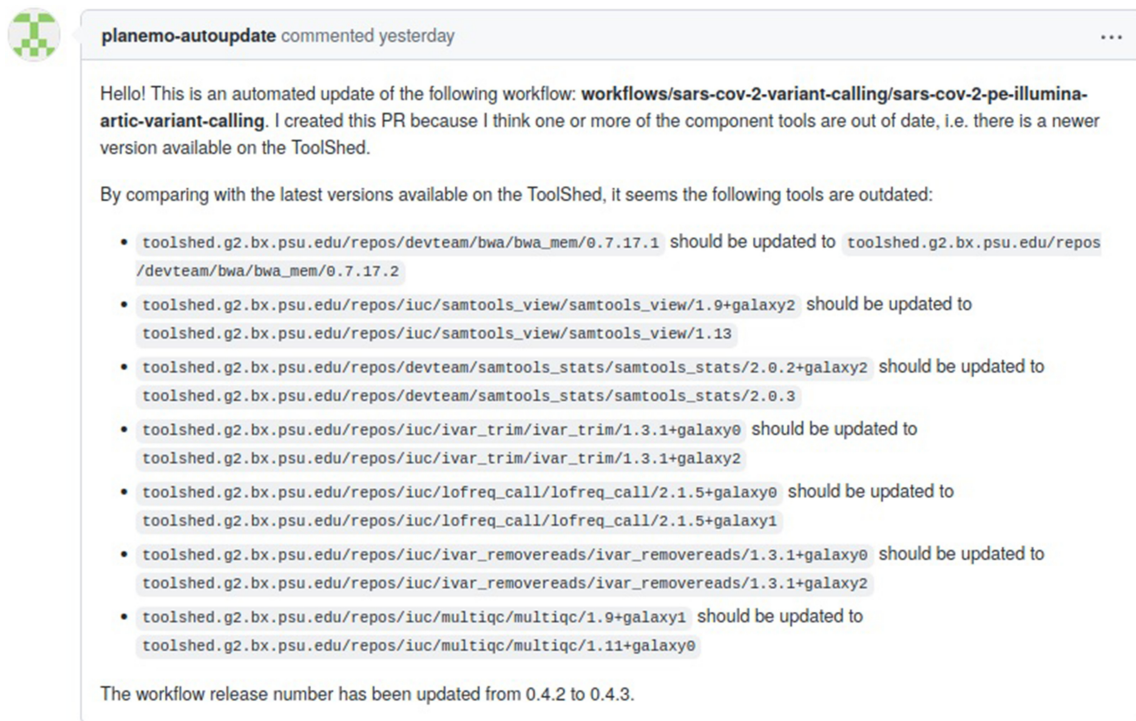 planemo-autoupdate commented yesterday
Hello! This is an automated update of the following workflow: workflows/sars-cov-2-variant-calling/sars-cov-2-pe-illumina-
artic-variant-calling. I created this PR because I think one or more of the component tools are out of date, i.e. there is a newer
version available on the ToolShed.
By comparing with the latest versions available on the ToolShed, it seems the following tools are outdated:
• toolshed.g2.bx.psu.edu/repos/devteam/bwa/bwa_mem/0.7.17.1 should be updated to toolshed.g2.bx.psu.edu/repos
/devteam/bwa/bwa_mem/0.7.17.2
• toolshed.g2.bx.psu.edu/repos/iuc/samtools_view/samtools_view/1.9+galaxy2 should be updated to
toolshed.g2.bx.psu.edu/repos/iuc/samtools_view/samtools_view/1.13
• toolshed.g2.bx.psu.edu/repos/devteam/samtools_stats/samtools_stats/2.0.2+galaxy2 should be updated to
toolshed.g2.bx.psu.edu/repos/devteam/samtools_stats/samtools_stats/2.0.3
• toolshed.g2.bx.psu.edu/repos/iuc/ivar_trim/ivar_trim/1.3.1+galaxy0 should be updated to
toolshed.g2.bx.psu.edu/repos/iuc/ivar_trim/ivar_trim/1.3.1+galaxy2
• toolshed.g2.bx.psu.edu/repos/iuc/lofreq_call/lofreq_call/2.1.5+galaxy0 should be updated to
toolshed.g2.bx.psu.edu/repos/iuc/lofreq_call/lofreq_call/2.1.5+galaxy1
• toolshed.g2.bx.psu.edu/repos/iuc/ivar_removereads/ivar_removereads/1.3.1+galaxy0 should be updated to
toolshed.g2.bx.psu.edu/repos/iuc/ivar_removereads/ivar_removereads/1.3.1+galaxy2
• toolshed.g2.bx.psu.edu/repos/iuc/multiqc/multiqc/1.9+galaxy1 should be updated to
toolshed.g2.bx.psu.edu/repos/iuc/multiqc/multiqc/1.11+galaxy0
The workflow release number has been updated from 0.4.2 to 0.4.3.